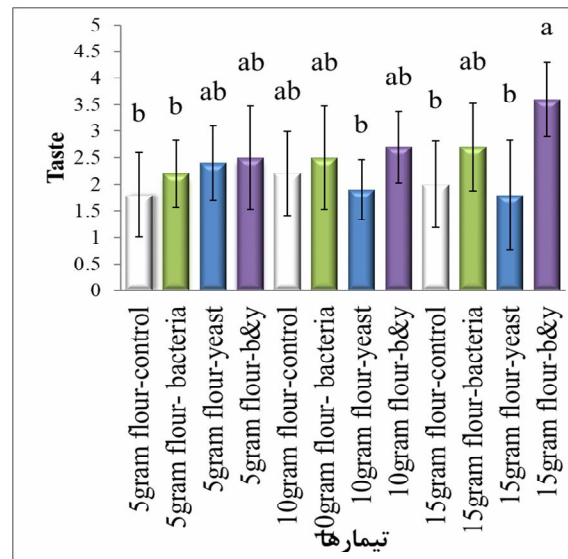 Taste
5
4.5
4
3.5
3
2.5
2
1.5
1
0.5
0
b
b
ab
ab
ab
ab
b
ab
b
ab
b
a
5gram flour-control
5gram flour- bacteria
5gram flour-yeast
5gram flour-b&y
10gram flour-control
10gram flour- bacteria
10gram flour-yeast
10gram flour-b&y
15gram flour-control
15gram flour-bacteria
15gram flour-yeast
15gram flour-b&y
تیمارها